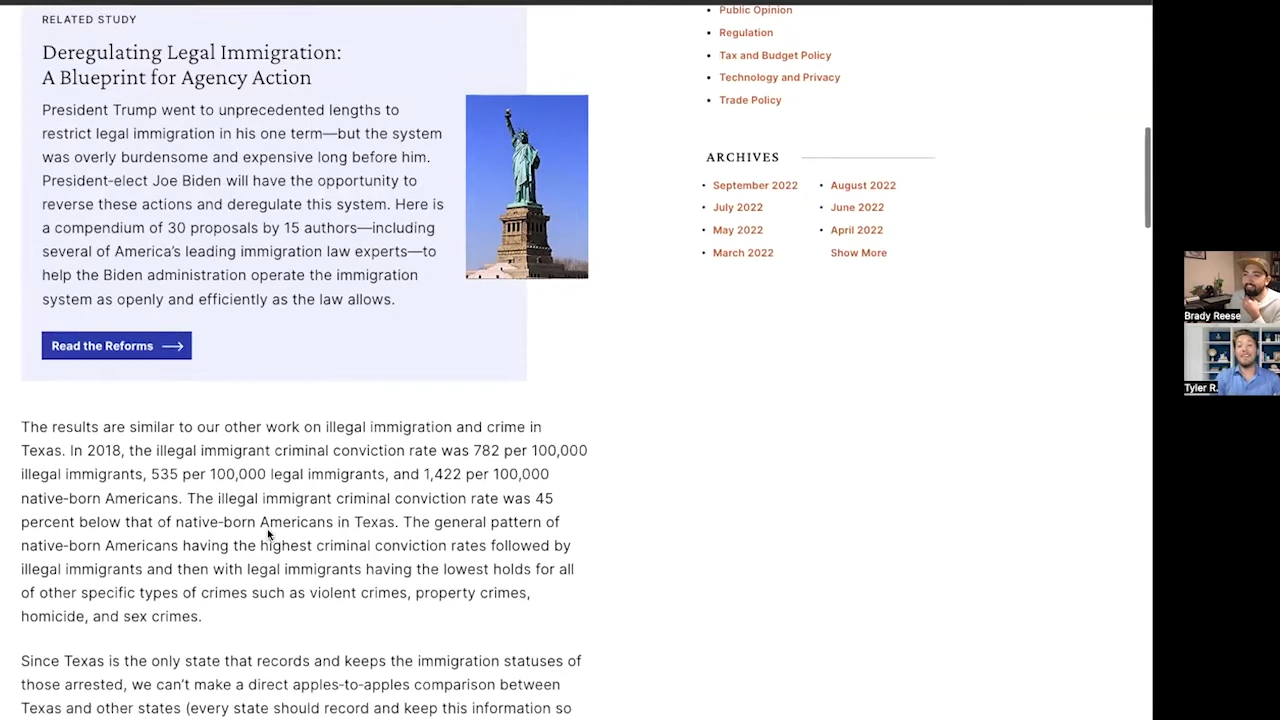 RELATED STUDY
Deregulating Legal Immigration:
A Blueprint for Agency Action
President Trump went to unprecedented lengths to
restrict legal immigration in his one term—but the system
was overly burdensome and expensive long before him.
President-elect Joe Biden will have the opportunity to
reverse these actions and deregulate this system. Here is
a compendium of 30 proposals by 15 authors—including
several of America's leading immigration law experts—to
help the Biden administration operate the immigration
system as openly and efficiently as the law allows.
Read the Reforms
The results are similar to our other work on illegal immigration and crime in
Texas. In 2018, the illegal immigrant criminal conviction rate was 782 per 100,000
illegal immigrants, 535 per 100,000 legal immigrants, and 1,422 per 100,000
native-born Americans. The illegal immigrant criminal conviction rate was 45
percent below that of native-born Americans in Texas. The general pattern of
native-born Americans having the highest criminal conviction rates followed by
illegal immigrants and then with legal immigrants having the lowest holds for all
of other specific types of crimes such as violent crimes, property crimes,
homicide, and sex crimes.
Since Texas is the only state that records and keeps the immigration statuses of
those arrested, we can't make a direct apples-to-apples comparison between
Texas and other states (every state should record and keep this information so
Public Opinion
Regulation
Tax and Budget Policy
Technology and Privacy
Trade Policy
ARCHIVES
September 2022
August 2022
July 2022
June 2022
May 2022
April 2022
March 2022
Show More
Brady Reese
Tyler R.